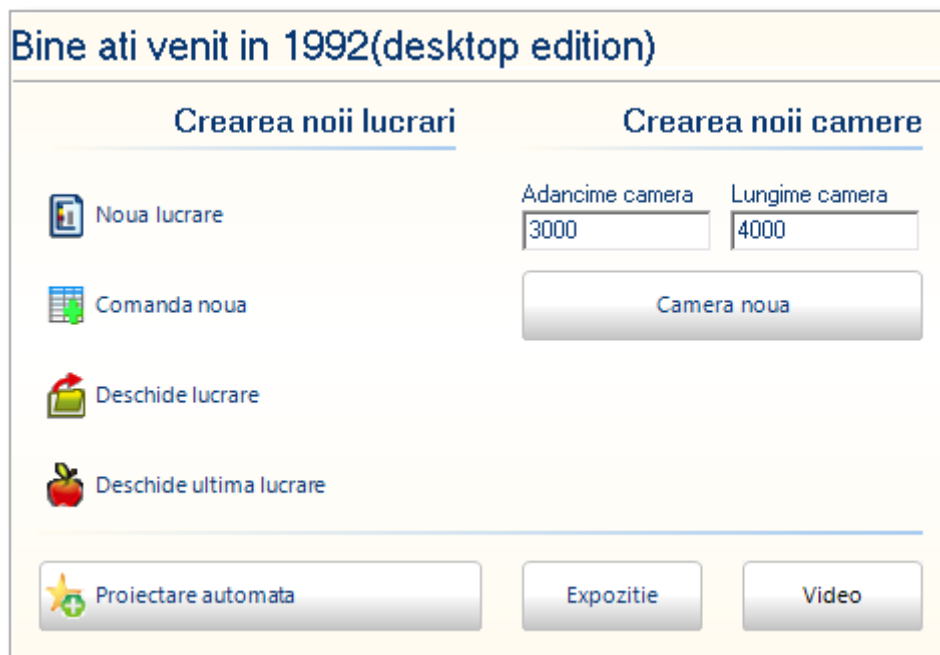 Bine ati venit in 1992(desktop edition)
Crearea noii lucrari
Noua lucrare
Comanda noua
Deschide lucrare
Deschide ultima lucrare
Crearea noii camere
Adancime camera Lungime camera
3000 4000
Camera noua
Proiectare automata Expozitie Video